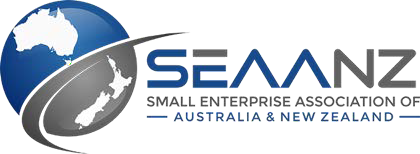 SEAANZ
SMALL ENTERPRISE ASSOCIATION OF
AUSTRALIA & NEW ZEALAND